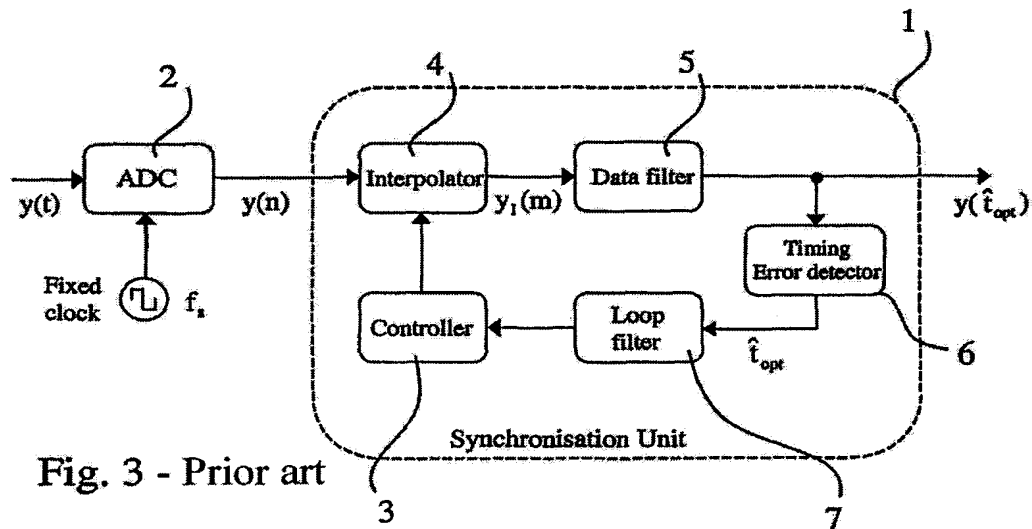 1
2
4
5
ADC
Interpolator
Data filter
y(t)
y(n)
y_I(m)
y(t̂_opt)
Timing
Error detector
Fixed
clock
f_s
Controller
Loop
filter
t̂_opt
6
Synchronisation Unit
Fig. 3 - Prior art
3
7